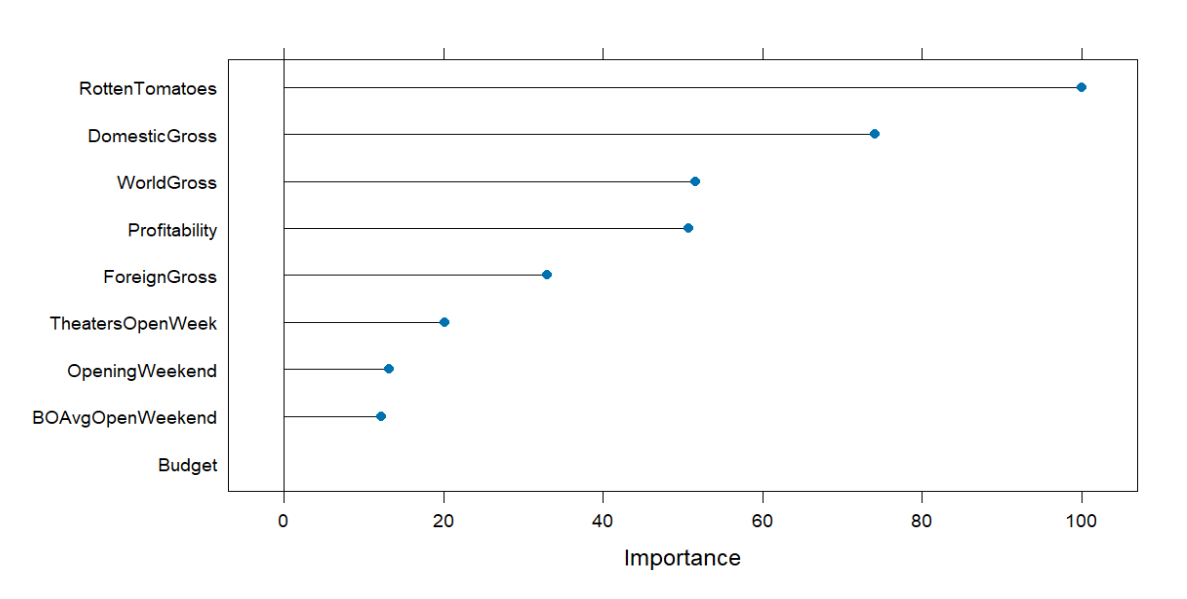 RottenTomatoes
DomesticGross
WorldGross
Profitability
ForeignGross
TheatersOpenWeek
OpeningWeekend
BOAvgOpenWeekend
Budget
0 20 40 60 80 100
Importance